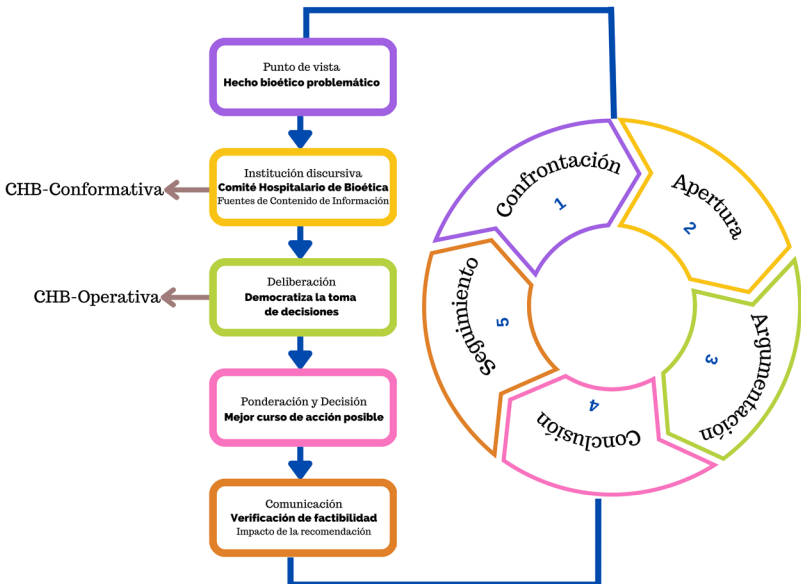 Punto de vista
Hecho bioético problemático
CHB-Conformativa
Institución discursiva
Comité Hospitalario de Bioética
Fuentes de Contenido de Información
CHB-Operativa
Deliberación
Democratiza la toma
de decisiones
Ponderación y Decisión
Mejor curso de acción posible
Comunicación
Verificación de factibilidad
Impacto de la recomendación
Confrontación
1
Apertura
2
Argumentación
3
Conclusión
4
Seguimiento
5